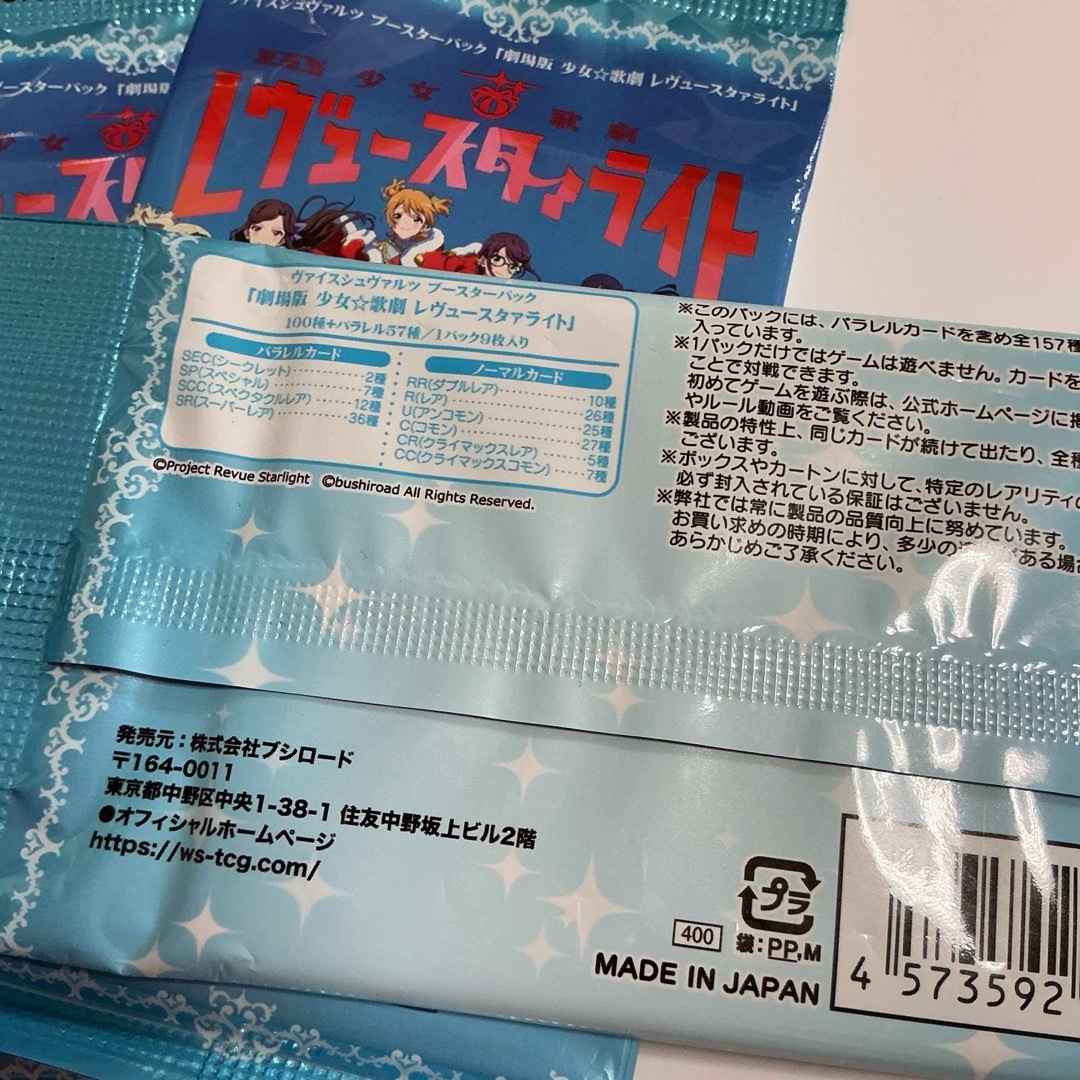 ヴァイスシュヴァルツ ブースターパック「劇場版 少女☆歌劇 レヴュースタァライト」
ブースターパック「劇場版
劇場版 少女 歌劇
レヴュースタァライト
ヴァイスシュヴァルツ ブースターパック
「劇場版 少女☆歌劇 レヴュースタァライト」
100種+パラレル57種/1パック9枚入り
パラレルカード
SEC(シークレット) 2種
SP(スペシャル) 7種
SCC(スペクタクルレア) 12種
SR(スーパーレア) 36種
ノーマルカード
RR(ダブルレア) 10種
R(レア) 26種
U(アンコモン) 25種
C(コモン) 27種
CR(クライマックスレア) 5種
CC(クライマックスコモン) 7種
©Project Revue Starlight ©bushiroad All Rights Reserved.
※このパックには、パラレルカードを含め全157種
入っています。
※1パックだけではゲームは遊べません。カードを
ことで対戦できます。
初めてゲームを遊ぶ際は、公式ホームページに掲
やルール動画をご覧ください。
※製品の特性上、同じカードが続けて出たり、全種
ございます。
※ボックスやカートンに対して、特定のレアリティの
必ず封入されている保証はございません。
※弊社では常に製品の品質向上に努めています。
お買い求めの時期により、多少の がある場合
あらかじめご了承ください。
発売元:株式会社ブシロード
〒164-0011
東京都中野区中央1-38-1 住友中野坂上ビル2階
●オフィシャルホームページ
https://ws-tcg.com/
プラ
400
袋:PP,M
MADE IN JAPAN
4 573592